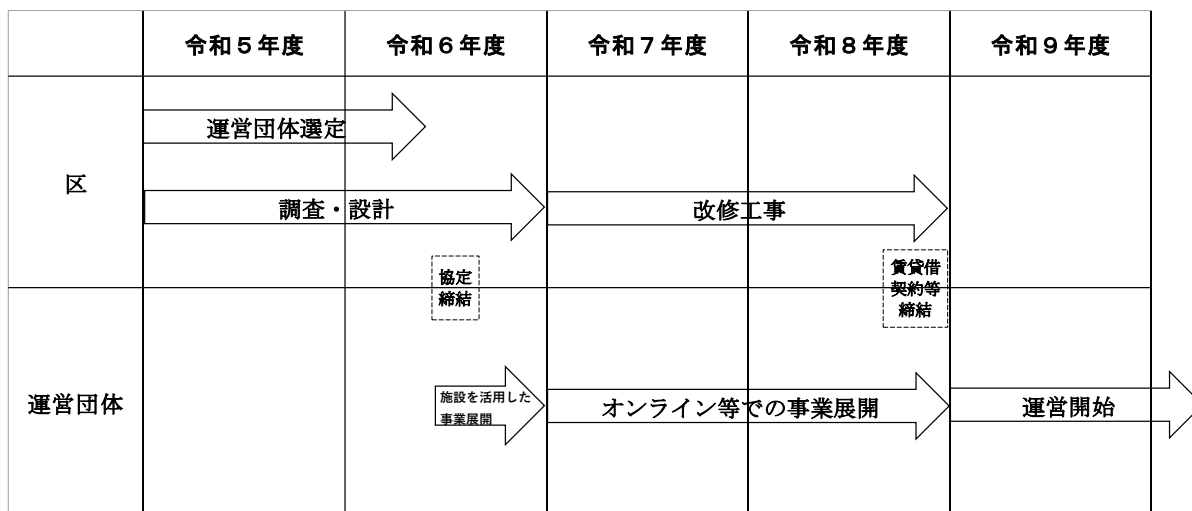 令和５年度
令和６年度
令和７年度
令和８年度
令和９年度
区
運営団体選定
調査・設計
改修工事
協定
締結
賃貸借
契約等
締結
運営団体
施設を活用した
事業展開
オンライン等での事業展開
運営開始